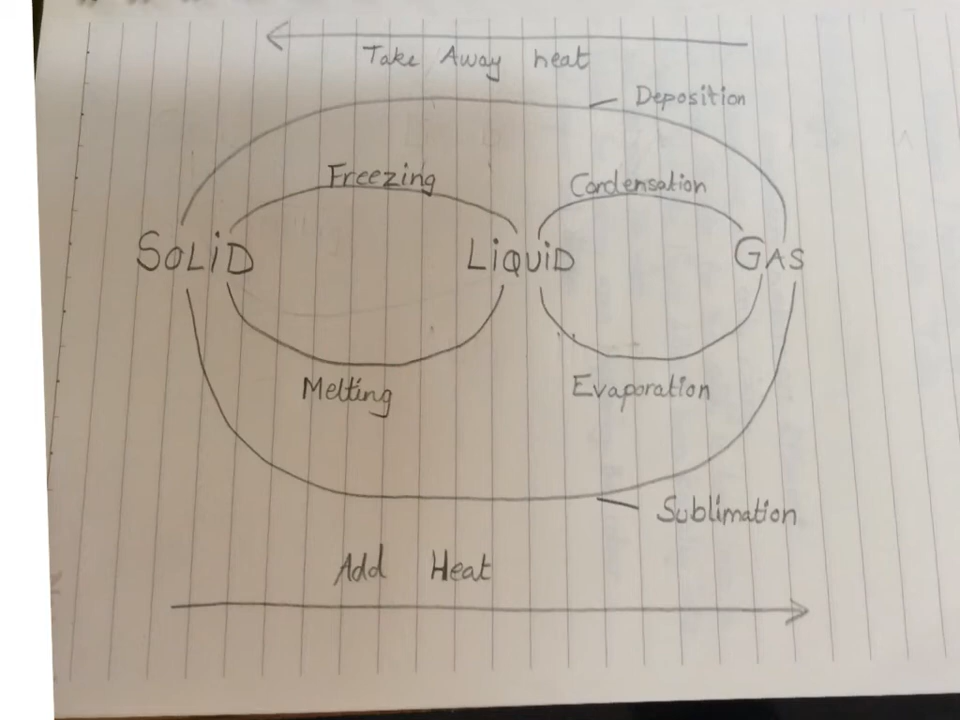 Take Away heat
Deposition
Freezing
Condensation
SOLiD
LiQUiD
GAS
Melting
Evaporation
Sublimation
Add Heat